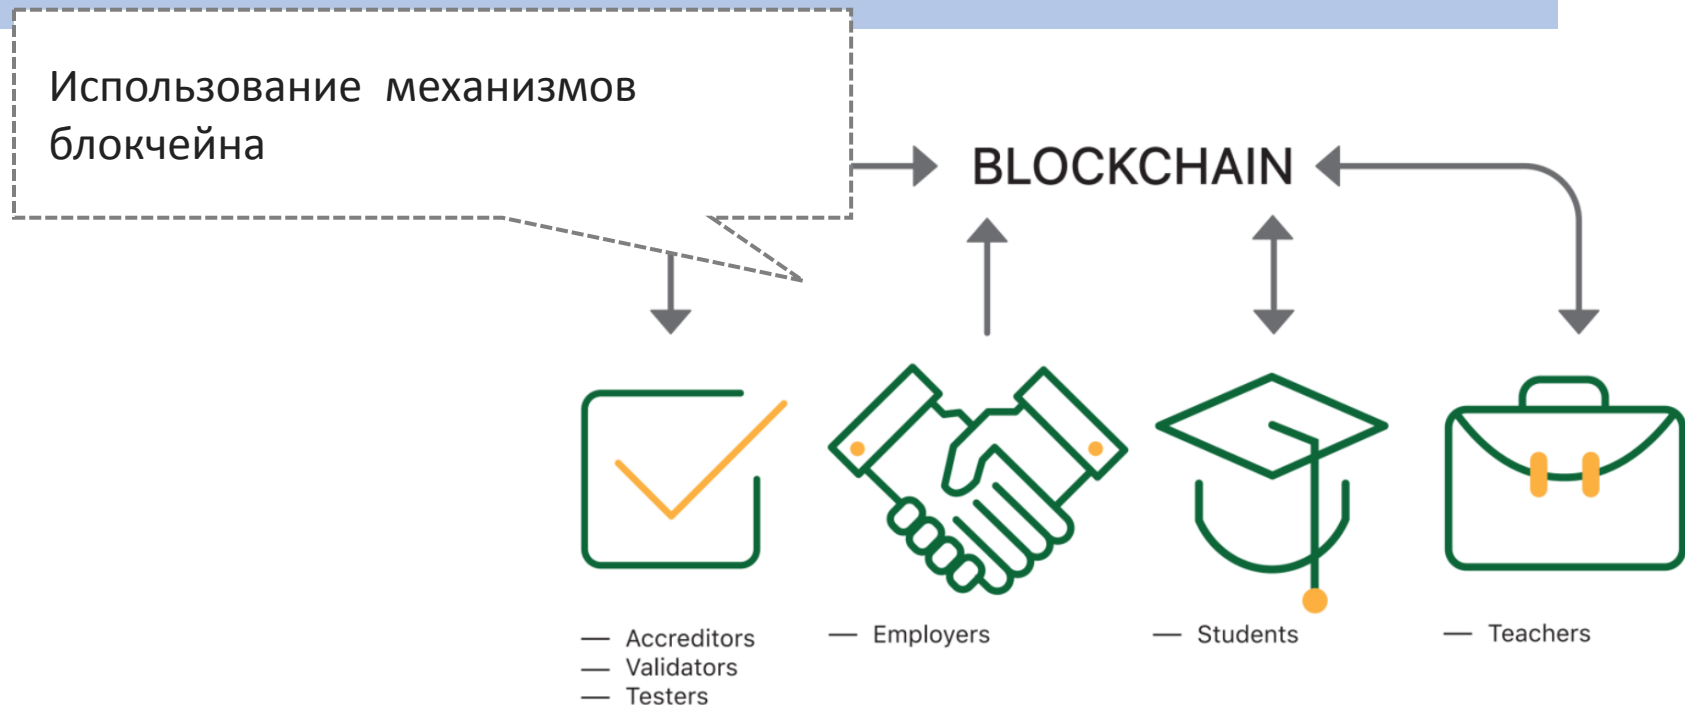 Использование механизмов
блокчейна
BLOCKCHAIN
— Accreditors
— Validators
— Testers
— Employers
— Students
— Teachers